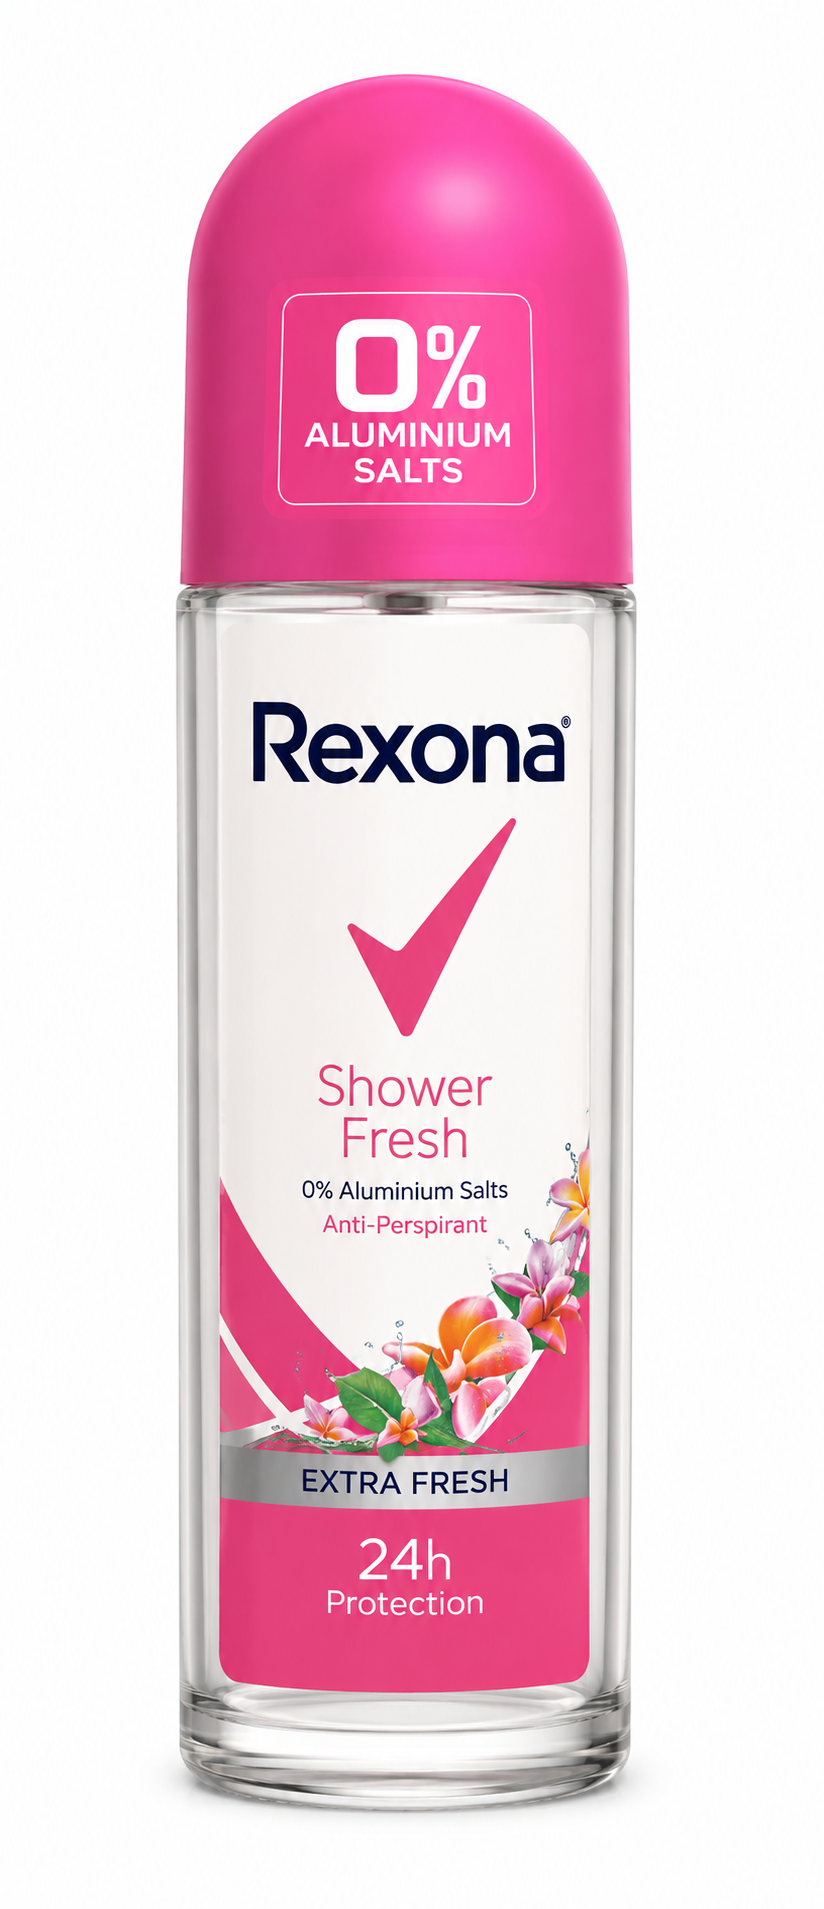 0%
ALUMINIUM
SALTS
Rexona®
Shower
Fresh
0% Aluminium Salts
Anti-Perspirant
EXTRA FRESH
24h
Protection